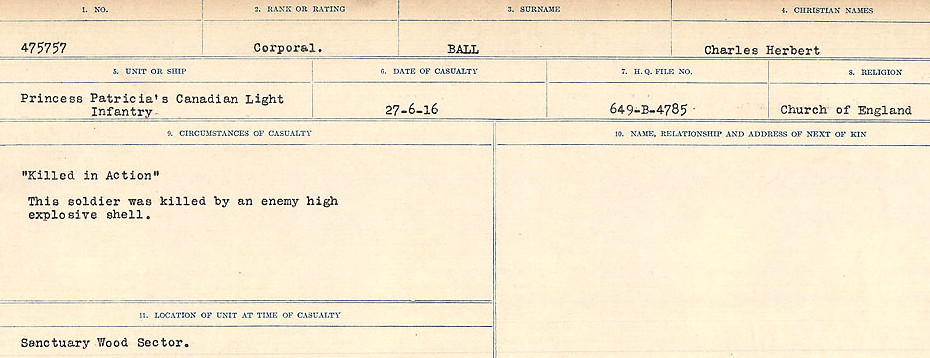 1. NO. 2. RANK OR RATING 3. SURNAME 4. CHRISTIAN NAMES
475757 Corporal. BALL Charles Herbert
5. UNIT OR SHIP 6. DATE OF CASUALTY 7. H. Q. FILE NO. 8. RELIGION
Princess Patricia's Canadian Light
Infantry 27-6-16 649-B-4785 Church of England
9. CIRCUMSTANCES OF CASUALTY 10. NAME, RELATIONSHIP AND ADDRESS OF NEXT OF KIN
"Killed in Action"
This soldier was killed by an enemy high
explosive shell.
11. LOCATION OF UNIT AT TIME OF CASUALTY
Sanctuary Wood Sector.